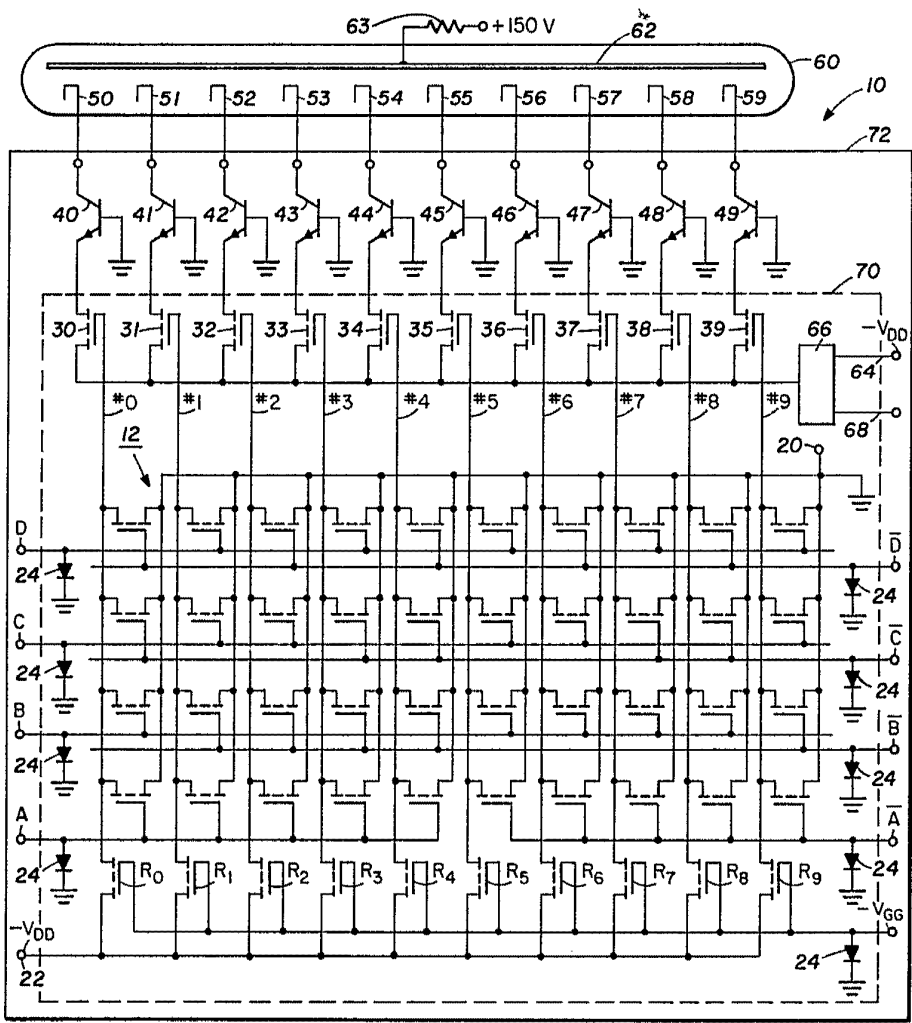 63 +150 V
62
60
50 51 52 53 54 55 56 57 58 59
10
72
40 41 42 43 44 45 46 47 48 49
70
30 31 32 33 34 35 36 37 38 39 66 -VDD
64
#0 #1 #2 #3 #4 #5 #6 #7 #8 #9
68
12 20
D D̅
24 24
C C̅
24 24
B B̅
24 24
A A̅
24 R0 R1 R2 R3 R4 R5 R6 R7 R8 R9 24
-VGG
-VDD
22 24